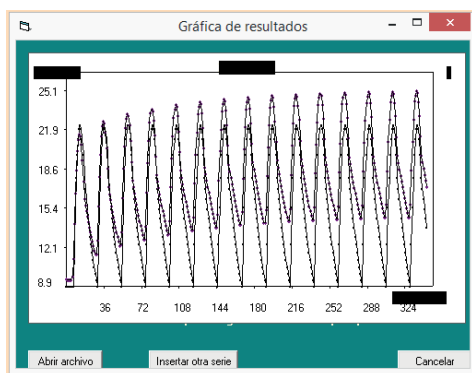 Gráfica de resultados
25.1
21.9
18.6
15.4
12.1
8.9
36 72 108 144 180 216 252 288 324
Abrir archivo Insertar otra serie Cancelar